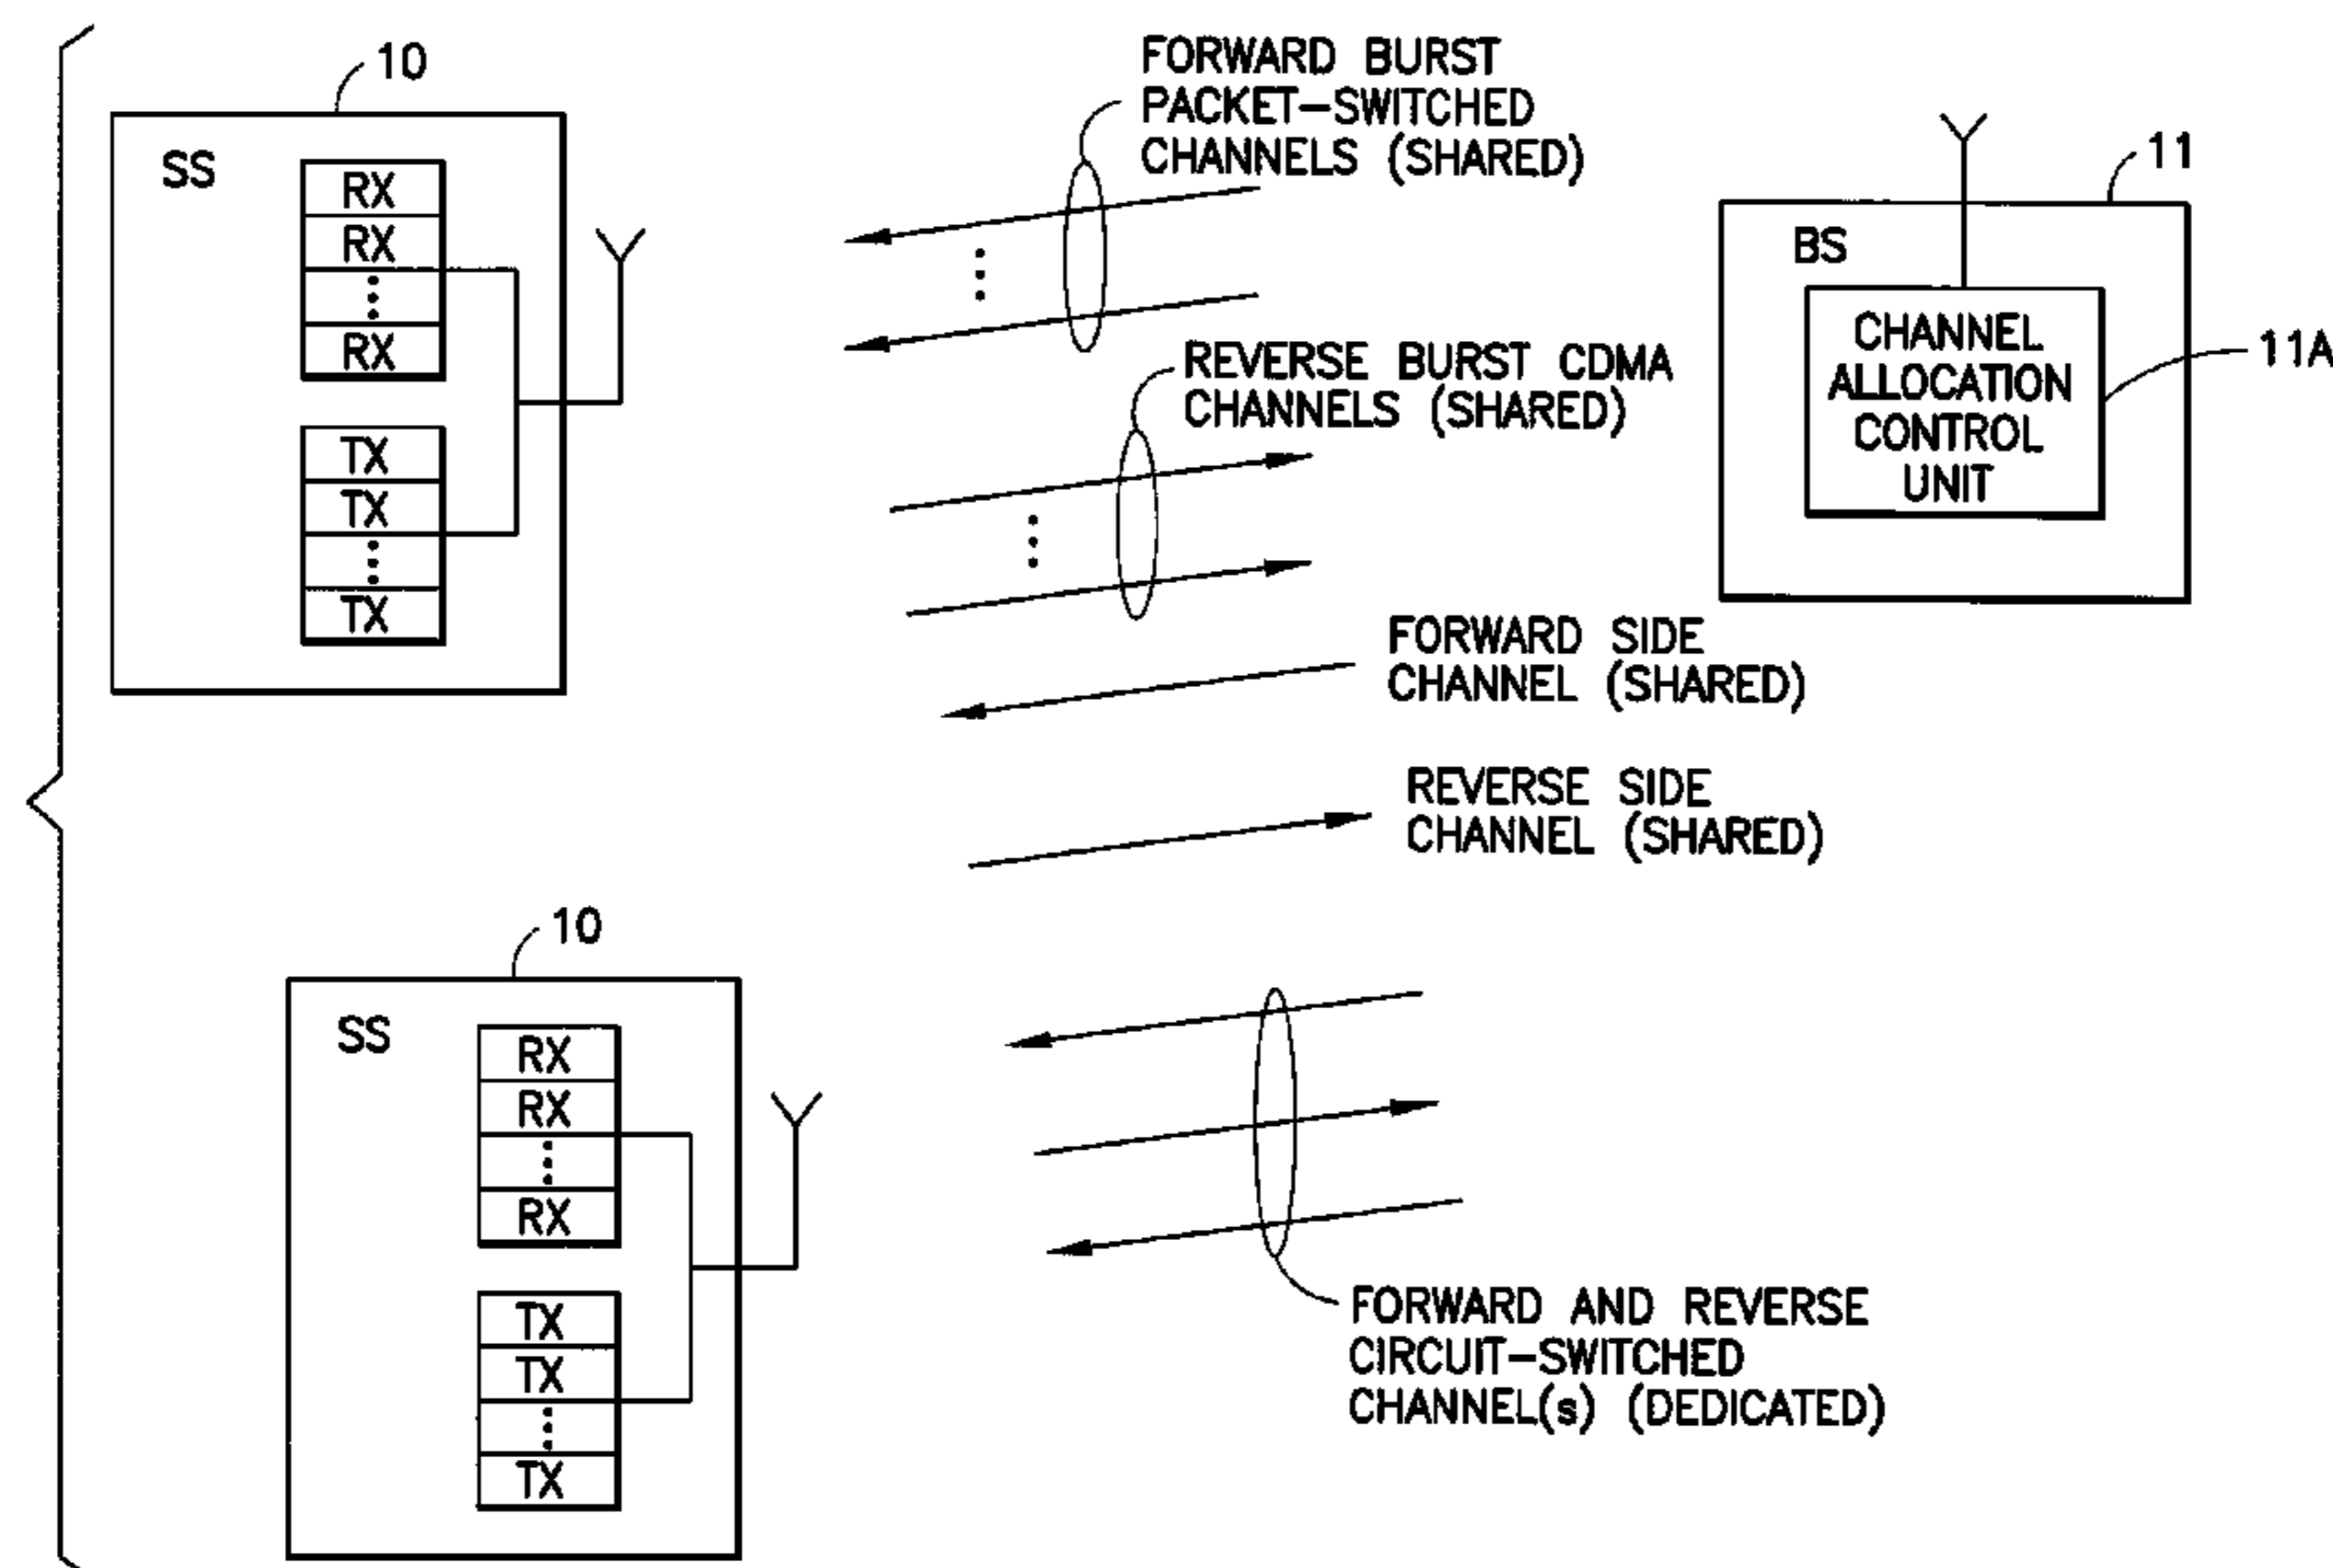 10
SS
RX
RX
RX
TX
TX
TX
FORWARD BURST
PACKET-SWITCHED
CHANNELS (SHARED)
REVERSE BURST CDMA
CHANNELS (SHARED)
11
BS
CHANNEL
ALLOCATION
CONTROL
UNIT
11A
FORWARD SIDE
CHANNEL (SHARED)
REVERSE SIDE
CHANNEL (SHARED)
10
SS
RX
RX
RX
TX
TX
TX
FORWARD AND REVERSE
CIRCUIT-SWITCHED
CHANNEL(s) (DEDICATED)